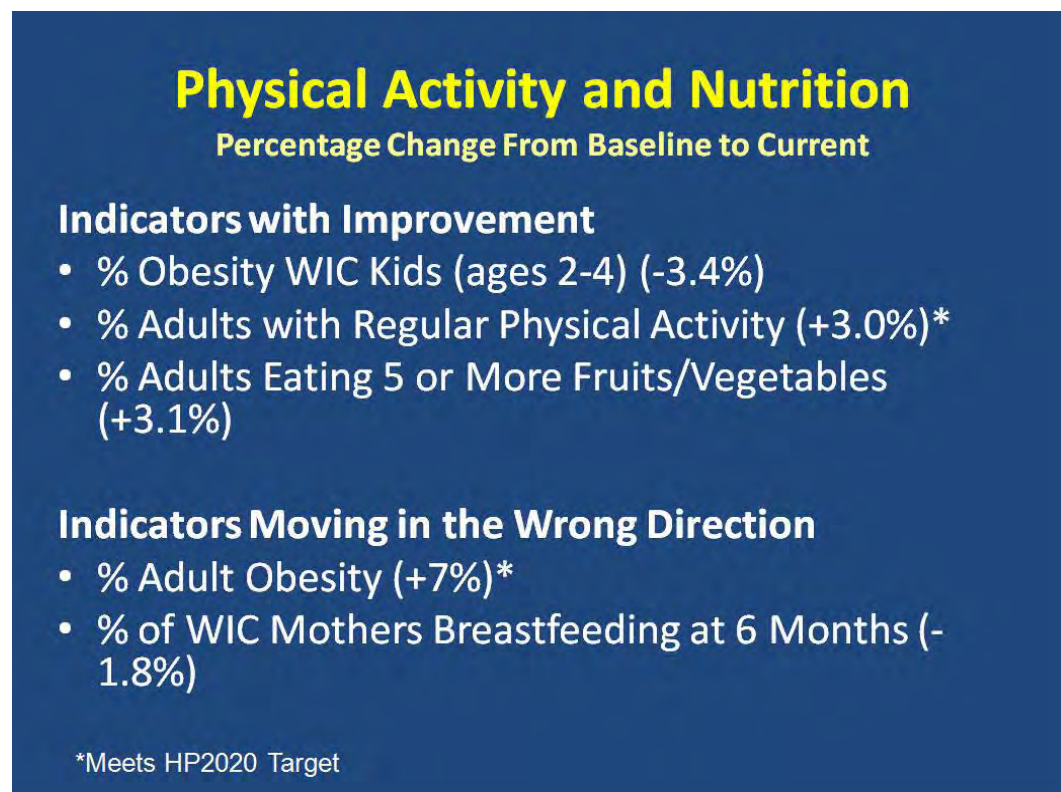 Physical Activity and Nutrition
Percentage Change From Baseline to Current
Indicators with Improvement
• % Obesity WIC Kids (ages 2-4) (-3.4%)
• % Adults with Regular Physical Activity (+3.0%)*
• % Adults Eating 5 or More Fruits/Vegetables
(+3.1%)
Indicators Moving in the Wrong Direction
• % Adult Obesity (+7%)*
• % of WIC Mothers Breastfeeding at 6 Months (-
1.8%)
*Meets HP2020 Target